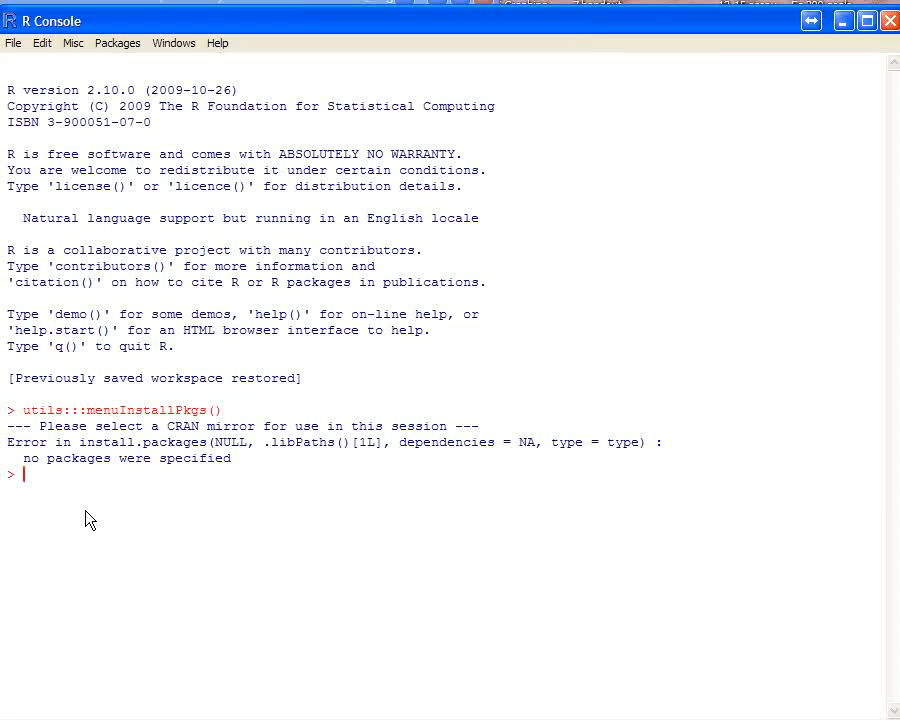 R Console
File Edit Misc Packages Windows Help
R version 2.10.0 (2009-10-26)
Copyright (C) 2009 The R Foundation for Statistical Computing
ISBN 3-900051-07-0
R is free software and comes with ABSOLUTELY NO WARRANTY.
You are welcome to redistribute it under certain conditions.
Type 'license()' or 'licence()' for distribution details.
Natural language support but running in an English locale
R is a collaborative project with many contributors.
Type 'contributors()' for more information and
'citation()' on how to cite R or R packages in publications.
Type 'demo()' for some demos, 'help()' for on-line help, or
'help.start()' for an HTML browser interface to help.
Type 'q()' to quit R.
[Previously saved workspace restored]
> utils:::menuInstallPkgs()
--- Please select a CRAN mirror for use in this session ---
Error in install.packages(NULL, .libPaths()[1L], dependencies = NA, type = type) :
no packages were specified
>